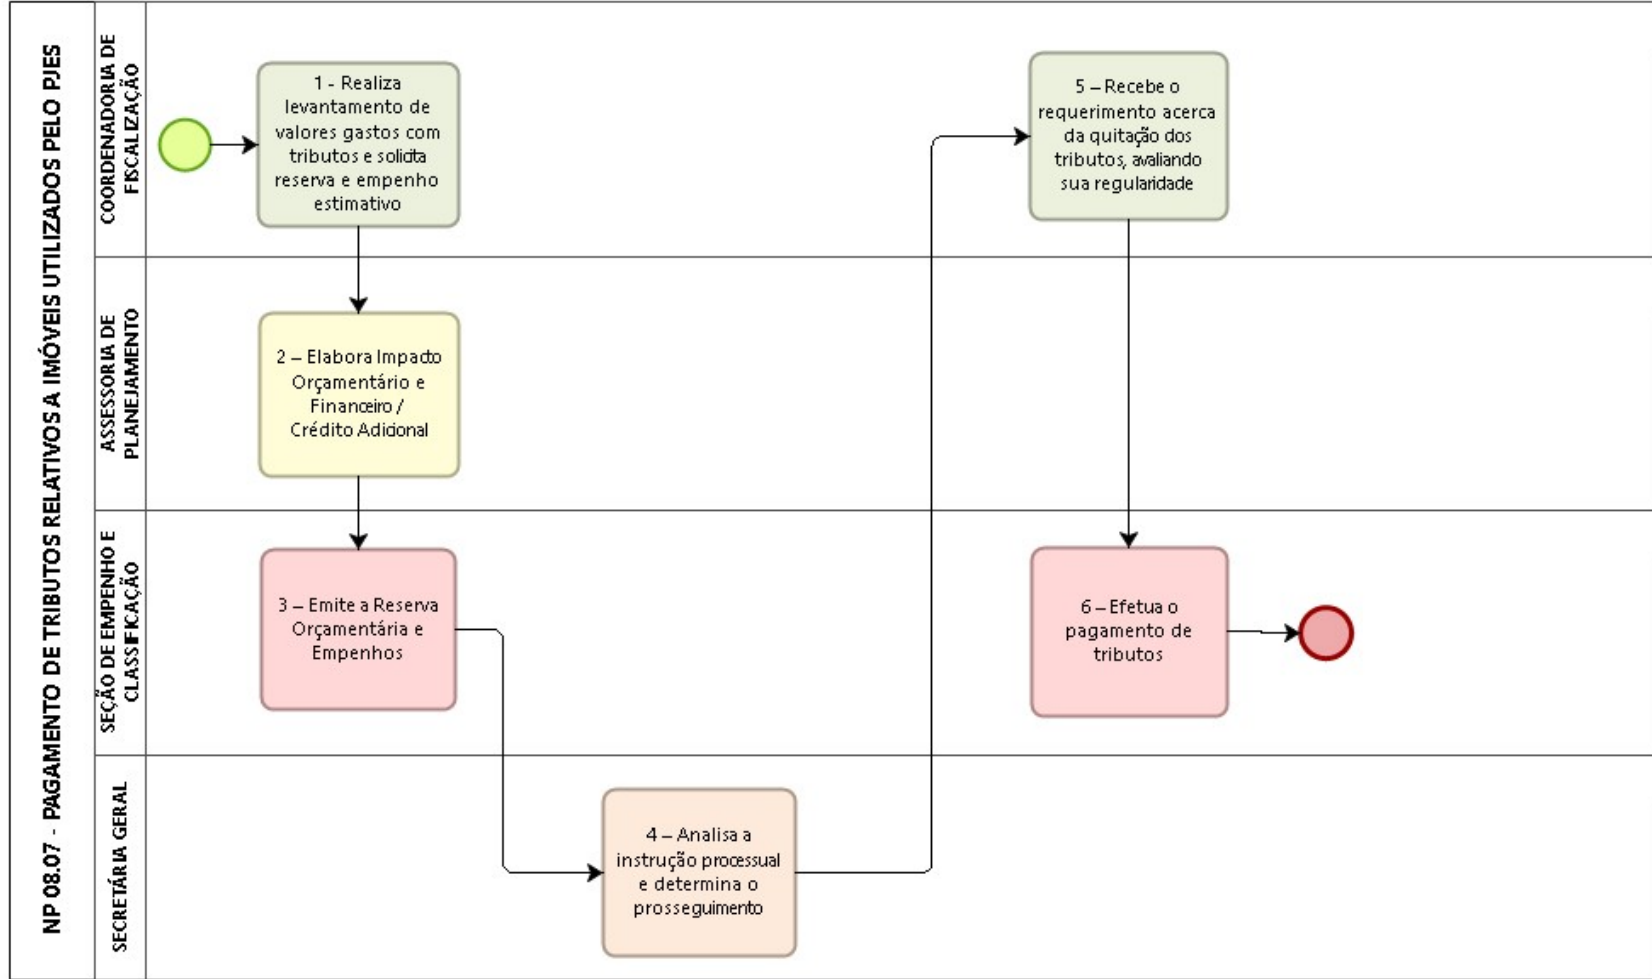 NP 08.07 - PAGAMENTO DE TRIBUTOS RELATIVOS A IMÓVEIS UTILIZADOS PELO PJES
COORDENADORIA DE
FISCALIZAÇÃO
1 - Realiza
levantamento de
valores gastos com
tributos e solicita
reserva e empenho
estimativo
5 – Recebe o
requerimento acerca
da quitação dos
tributos, avaliando
sua regularidade
ASSESSORIA DE
PLANEJAMENTO
2 – Elabora Impacto
Orçamentário e
Financeiro /
Crédito Adicional
SEÇÃO DE EMPENHO E
CLASSIFICAÇÃO
3 – Emite a Reserva
Orçamentária e
Empenhos
6 – Efetua o
pagamento de
tributos
SECRETÁRIA GERAL
4 – Analisa a
instrução processual
e determina o
prosseguimento